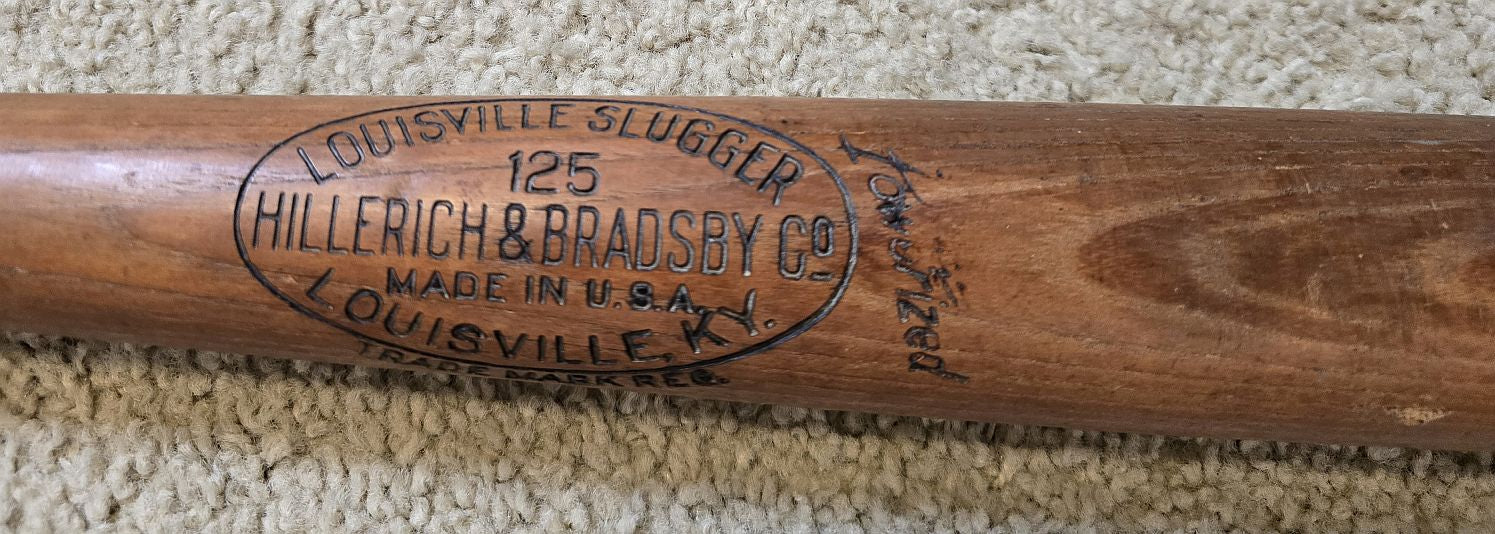 LOUISVILLE SLUGGER
125
HILLERICH & BRADSBY Cº
MADE IN U.S.A.
LOUISVILLE, KY.
TRADE MARK REG.
Powerized